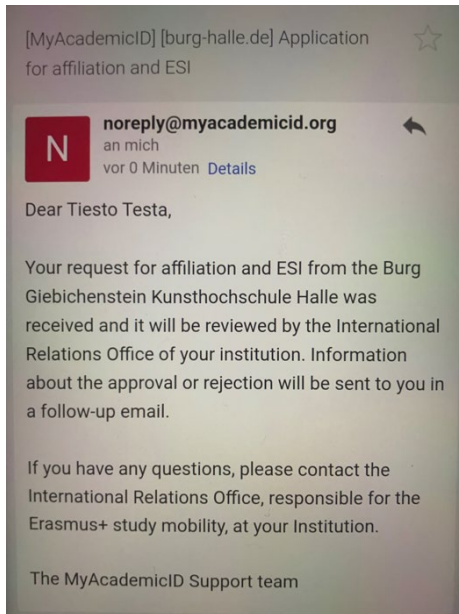 [MyAcademicID] [burg-halle.de] Application
for affiliation and ESI
N
noreply@myacademicid.org
an mich
vor 0 Minuten Details
Dear Tiesto Testa,
Your request for affiliation and ESI from the Burg
Giebichenstein Kunsthochschule Halle was
received and it will be reviewed by the International
Relations Office of your institution. Information
about the approval or rejection will be sent to you in
a follow-up email.
If you have any questions, please contact the
International Relations Office, responsible for the
Erasmus+ study mobility, at your Institution.
The MyAcademicID Support team